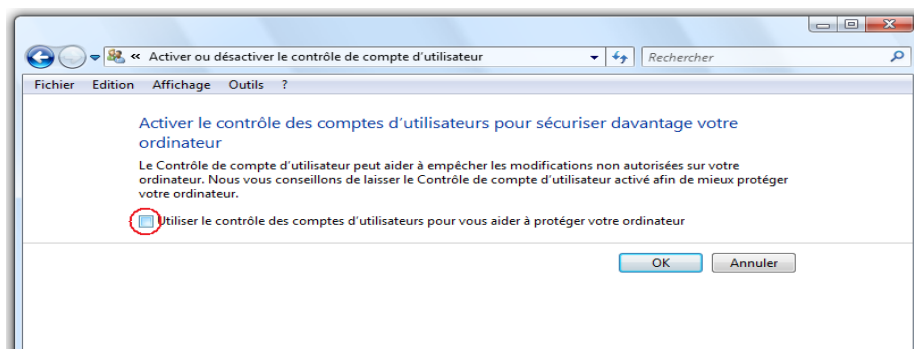 « Activer ou désactiver le contrôle de compte d'utilisateur
Rechercher
Fichier Edition Affichage Outils ?
Activer le contrôle des comptes d'utilisateurs pour sécuriser davantage votre
ordinateur
Le Contrôle de compte d'utilisateur peut aider à empêcher les modifications non autorisées sur votre
ordinateur. Nous vous conseillons de laisser le Contrôle de compte d'utilisateur activé afin de mieux protéger
votre ordinateur.
Utiliser le contrôle des comptes d'utilisateurs pour vous aider à protéger votre ordinateur
OK Annuler